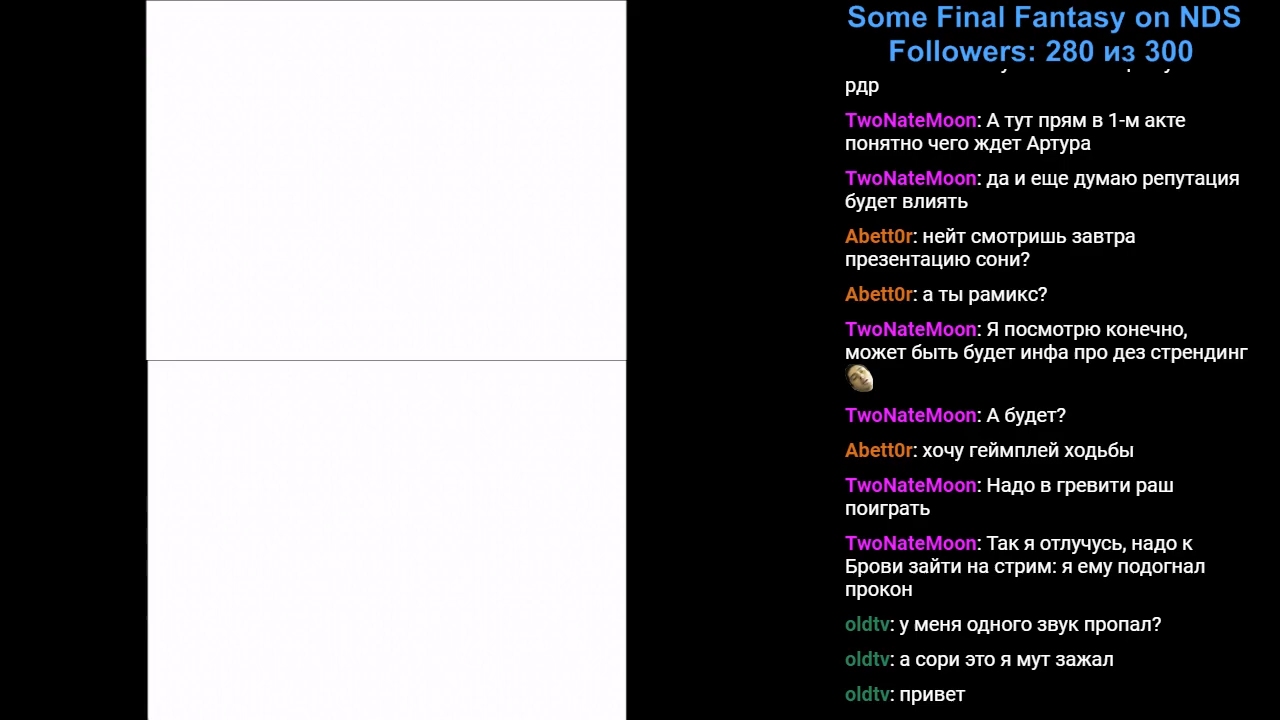 Some Final Fantasy on NDS
Followers: 280 из 300
рдр
TwoNateMoon: А тут прям в 1-м акте
понятно чего ждет Артура
TwoNateMoon: да и еще думаю репутация
будет влиять
Abett0r: нейт смотришь завтра
презентацию сони?
Abett0r: а ты рамикс?
TwoNateMoon: Я посмотрю конечно,
может быть будет инфа про дез стрендинг
TwoNateMoon: А будет?
Abett0r: хочу геймплей ходьбы
TwoNateMoon: Надо в гревити раш
поиграть
TwoNateMoon: Так я отлучусь, надо к
Брови зайти на стрим: я ему подогнал
прокон
oldtv: у меня одного звук пропал?
oldtv: а сори это я мут зажал
oldtv: привет